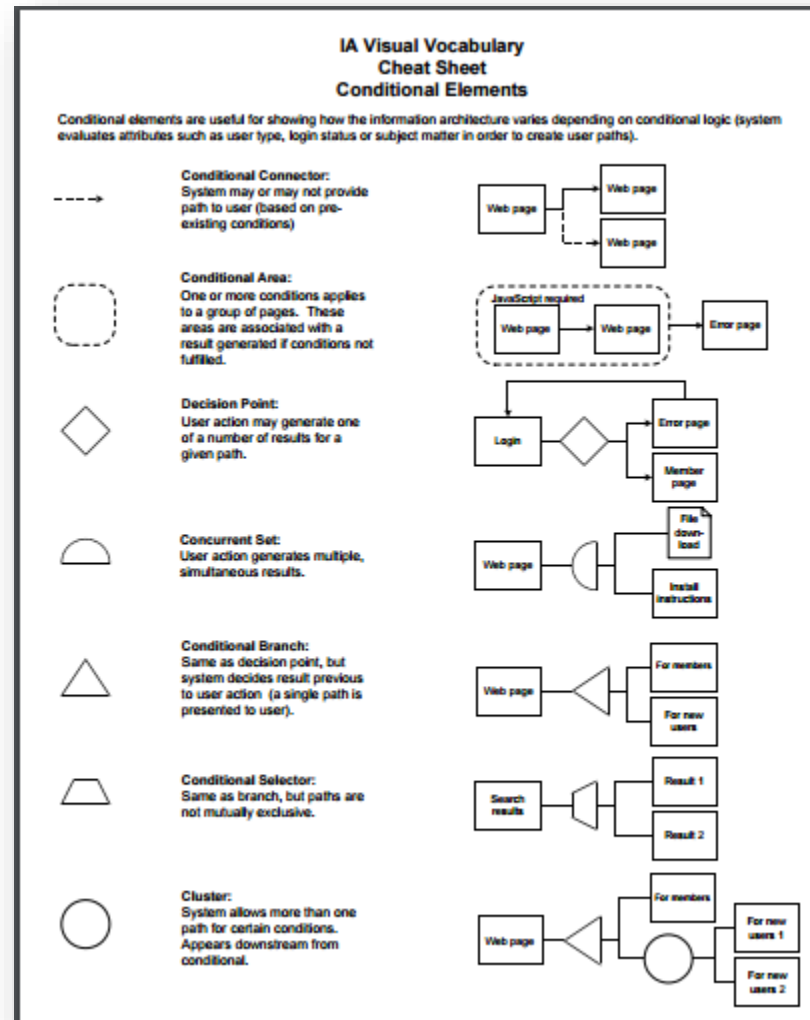 IA Visual Vocabulary
Cheat Sheet
Conditional Elements
Conditional elements are useful for showing how the information architecture varies depending on conditional logic (system
evaluates attributes such as user type, login status or subject matter in order to create user paths).
Conditional Connector:
System may or may not provide
path to user (based on pre-
existing conditions)
Web page
Web page
Web page
Conditional Area:
One or more conditions applies
to a group of pages. These
areas are associated with a
result generated if conditions not
fulfilled.
JavaScript required
Web page
Web page
Error page
Decision Point:
User action may generate one
of a number of results for a
given path.
Login
Error page
Member
page
Concurrent Set:
User action generates multiple,
simultaneous results.
Web page
File
down-
load
Install
instructions
Conditional Branch:
Same as decision point, but
system decides result previous
to user action (a single path is
presented to user).
Web page
For members
For new
users
Conditional Selector:
Same as branch, but paths are
not mutually exclusive.
Search
results
Result 1
Result 2
Cluster:
System allows more than one
path for certain conditions.
Appears downstream from
conditional.
Web page
For members
For new
users 1
For new
users 2